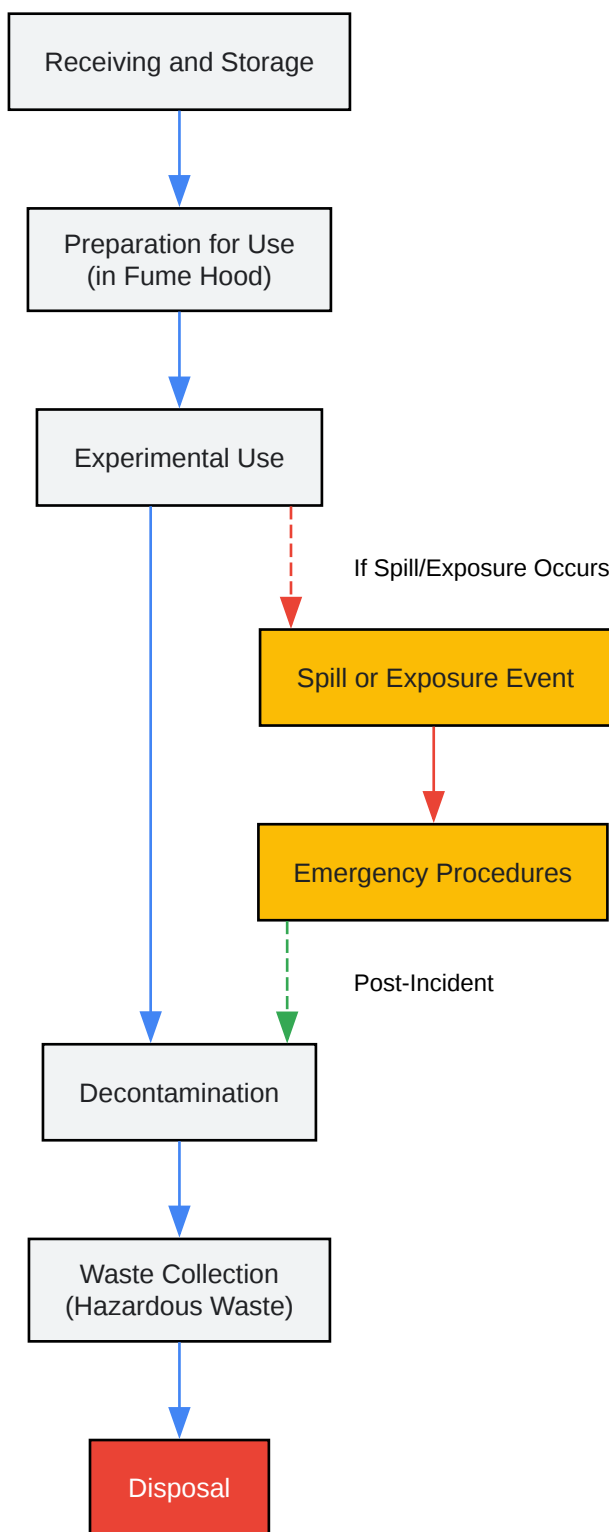 Receiving and Storage
Preparation for Use
(in Fume Hood)
Experimental Use
If Spill/Exposure Occurs
Spill or Exposure Event
Emergency Procedures
Post-Incident
Decontamination
Waste Collection
(Hazardous Waste)
Disposal